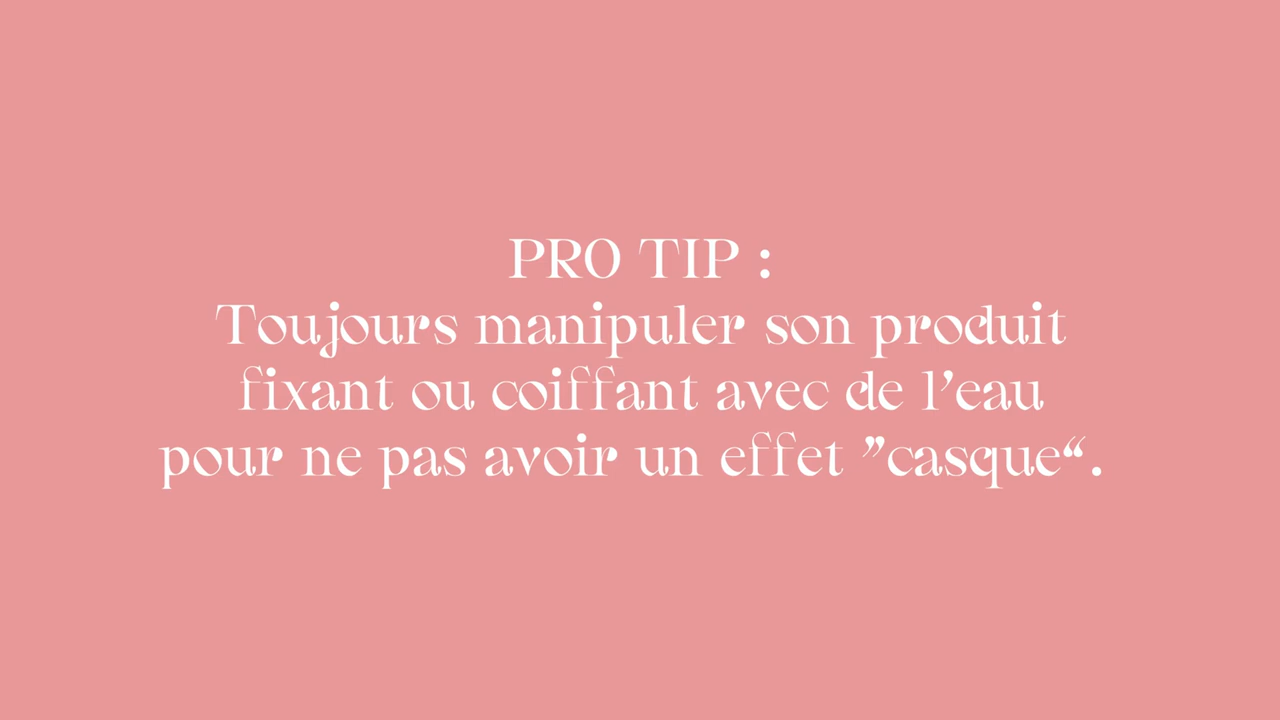 PRO TIP :
Toujours manipuler son produit
fixant ou coiffant avec de l'eau
pour ne pas avoir un effet ”casque“.